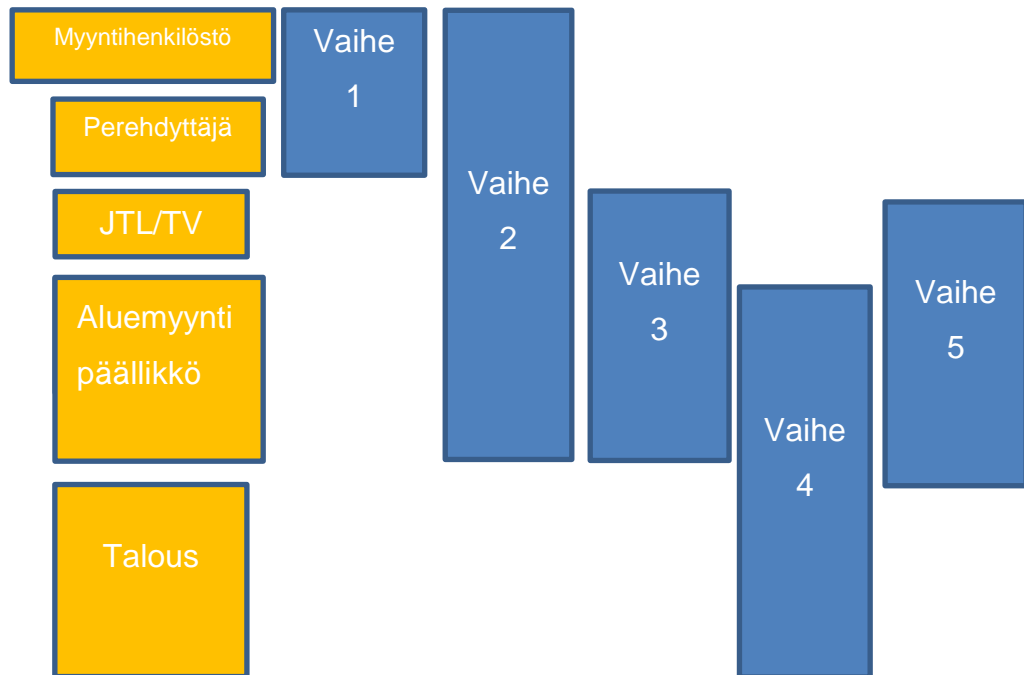 Myyntihenkilöstö
Perehdyttäjä
JTL/TV
Aluemyynti
päällikkö
Talous
Vaihe
1
Vaihe
2
Vaihe
3
Vaihe
4
Vaihe
5